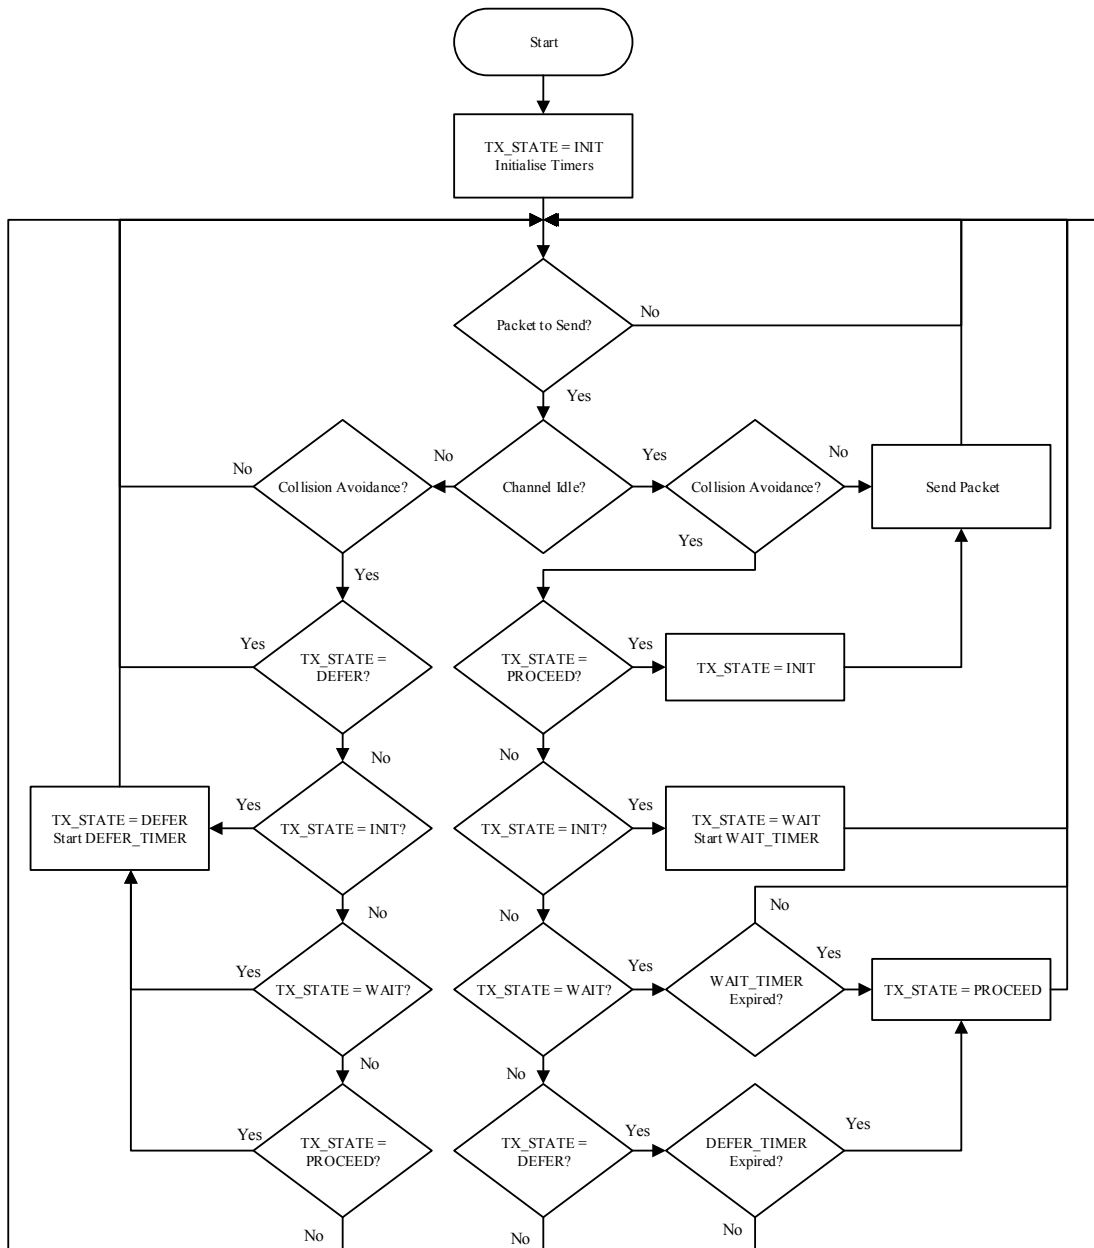 Start
TX_STATE = INIT
Initialise Timers
Packet to Send?
No
Yes
No
Collision Avoidance?
No
Channel Idle?
Yes
Collision Avoidance?
No
Send Packet
Yes
Yes
Yes
TX_STATE =
DEFER?
TX_STATE =
PROCEED?
Yes
TX_STATE = INIT
No
No
TX_STATE = DEFER
Start DEFER_TIMER
Yes
TX_STATE = INIT?
TX_STATE = INIT?
Yes
TX_STATE = WAIT
Start WAIT_TIMER
No
No
No
Yes
TX_STATE = WAIT?
TX_STATE = WAIT?
Yes
WAIT_TIMER
Expired?
Yes
TX_STATE = PROCEED
No
No
Yes
TX_STATE =
PROCEED?
TX_STATE =
DEFER?
Yes
DEFER_TIMER
Expired?
Yes
No
No
No